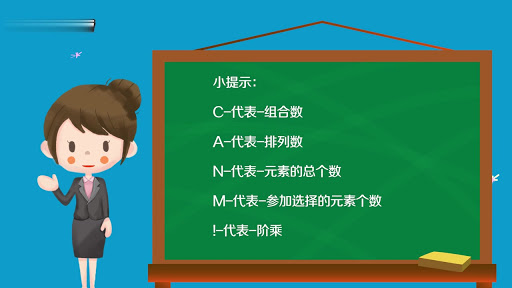 小提示：
C-代表-组合数
A-代表-排列数
N-代表-元素的总个数
M-代表-参加选择的元素个数
!-代表-阶乘